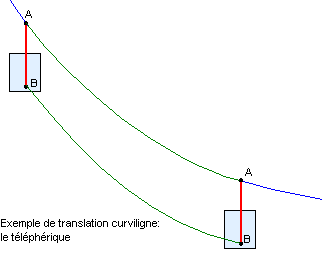 A
B
A
B
Exemple de translation curviligne:
le téléphérique